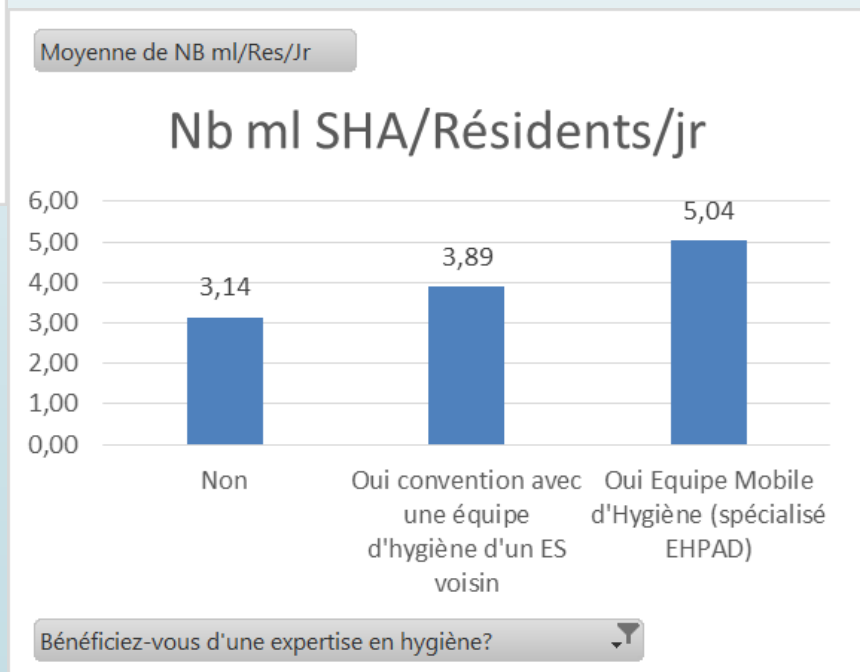 Moyenne de NB ml/Res/Jr
Nb ml SHA/Résidents/jr
6,00
5,00
4,00
3,00
2,00
1,00
0,00
3,14
3,89
5,04
Non
Oui convention avec
une équipe
d'hygiène d'un ES
voisin
Oui Equipe Mobile
d'Hygiène (spécialisé
EHPAD)
Bénéficiez-vous d'une expertise en hygiène?